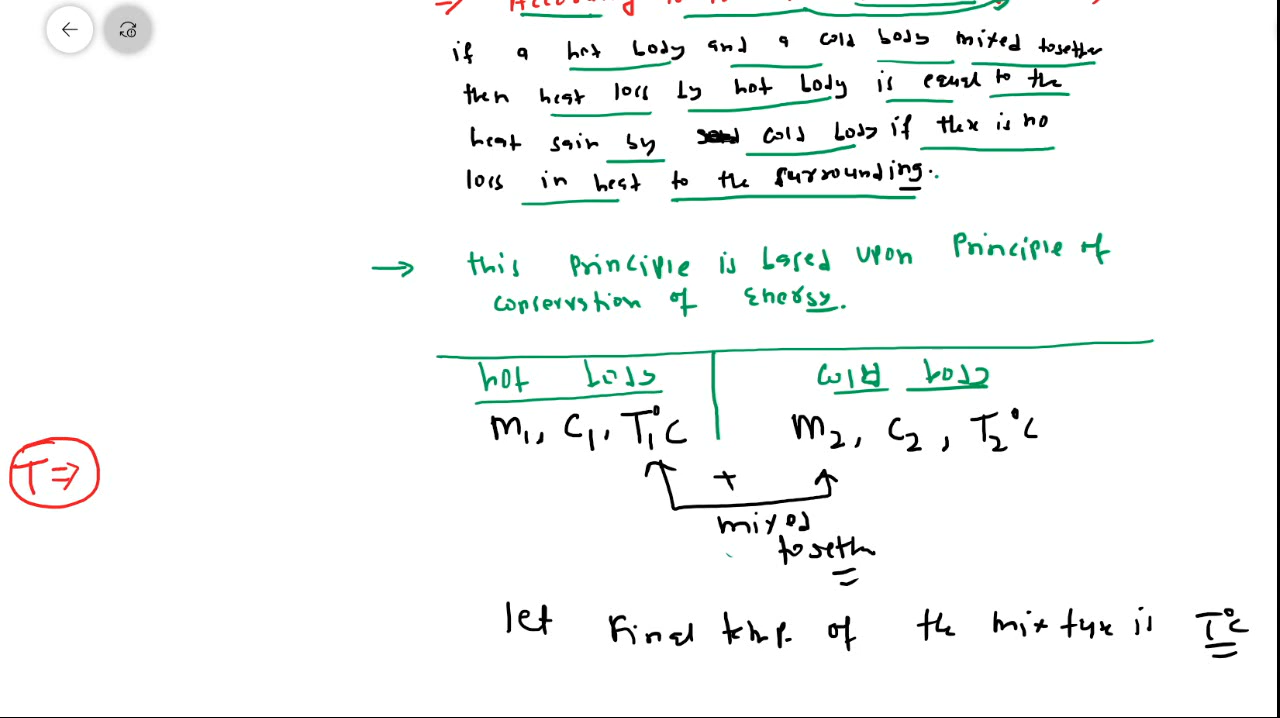 ⇒ According
if a hot body and a cold body mixed together
then heat loss by hot body is equal to the
heat gain by cold body if ther is no
loss in heat to the surrounding.
→ this principle is based upon principle of
conservation of Energy.
hot body cold body
m₁, c₁, T₁°C m₂, c₂, T₂°C
T ⇒
+
mixed
together
let Final temp. of the mixture is T°C